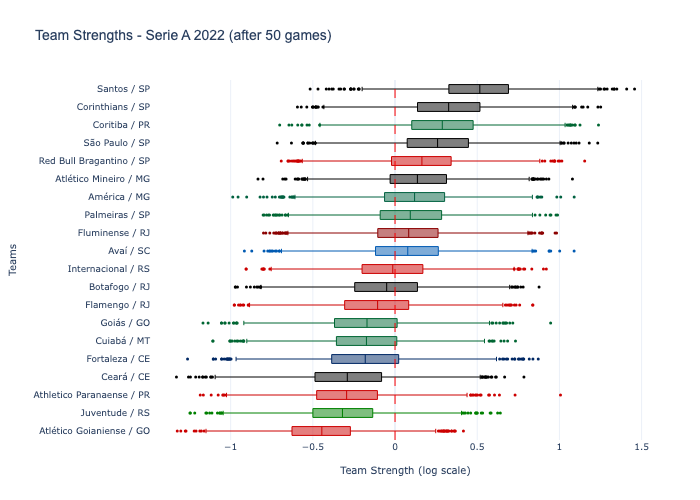 Team Strengths - Serie A 2022 (after 50 games)
Santos / SP
Corinthians / SP
Coritiba / PR
São Paulo / SP
Red Bull Bragantino / SP
Atlético Mineiro / MG
América / MG
Palmeiras / SP
Fluminense / RJ
Avaí / SC
Internacional / RS
Botafogo / RJ
Flamengo / RJ
Goiás / GO
Cuiabá / MT
Fortaleza / CE
Ceará / CE
Athletico Paranaense / PR
Juventude / RS
Atlético Goianiense / GO
Teams
−1 −0.5 0 0.5 1 1.5
Team Strength (log scale)